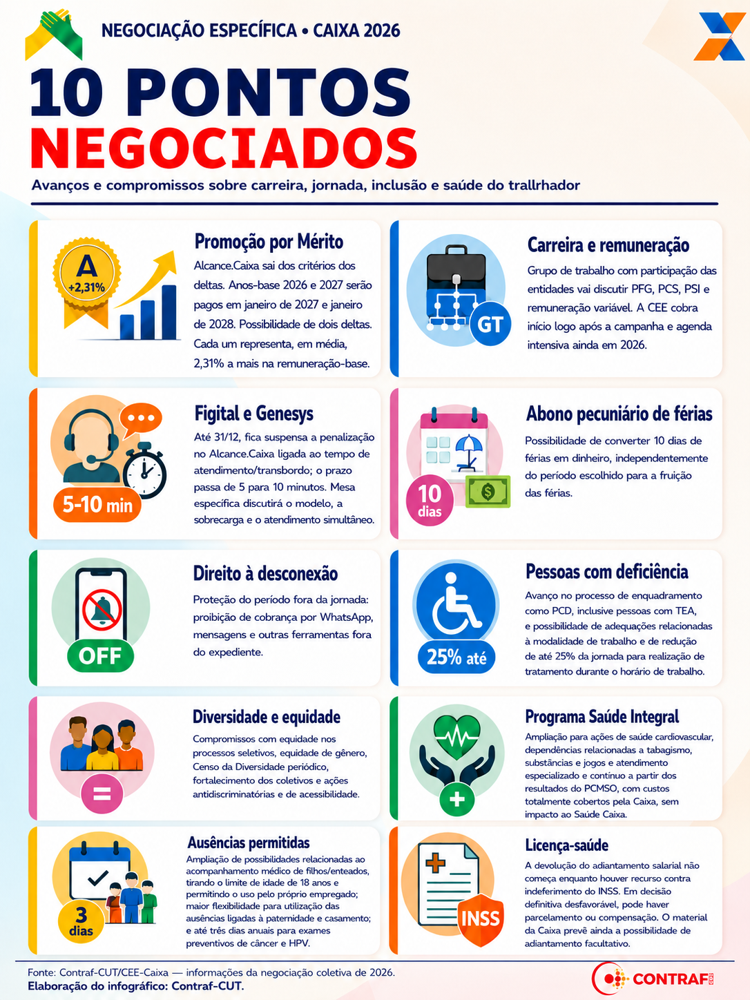 NEGOCIAÇÃO ESPECÍFICA • CAIXA 2026
10 PONTOS
NEGOCIADOS
Avanços e compromissos sobre carreira, jornada, inclusão e saúde do trallrhador
A
+2,31%
Promoção por Mérito
Alcance.Caixa sai dos critérios dos
deltas. Anos-base 2026 e 2027 serão
pagos em janeiro de 2027 e janeiro
de 2028. Possibilidade de dois deltas.
Cada um representa, em média,
2,31% a mais na remuneração-base.
GT
Carreira e remuneração
Grupo de trabalho com participação das
entidades vai discutir PFG, PCS, PSI e
remuneração variável. A CEE cobra
início logo após a campanha e agenda
intensiva ainda em 2026.
5-10 min
Figital e Genesys
Até 31/12, fica suspensa a penalização
no Alcance.Caixa ligada ao tempo de
atendimento/transbordo; o prazo
passa de 5 para 10 minutos. Mesa
específica discutirá o modelo, a
sobrecarga e o atendimento simultâneo.
10
dias
$
Abono pecuniário de férias
Possibilidade de converter 10 dias de
férias em dinheiro, independentemente
do período escolhido para a fruição
das férias.
OFF
Direito à desconexão
Proteção do período fora da jornada:
proibição de cobrança por WhatsApp,
mensagens e outras ferramentas fora
do expediente.
25% até
Pessoas com deficiência
Avanço no processo de enquadramento
como PCD, inclusive pessoas com TEA,
e possibilidade de adequações relacionadas
à modalidade de trabalho e de redução
de até 25% da jornada para realização de
tratamento durante o horário de trabalho.
=
Diversidade e equidade
Compromissos com equidade nos
processos seletivos, equidade de gênero,
Censo da Diversidade periódico,
fortalecimento dos coletivos e ações
antidiscriminatórias e de acessibilidade.
+
Programa Saúde Integral
Ampliação para ações de saúde cardiovascular,
dependências relacionadas a tabagismo,
substâncias e jogos e atendimento
especializado e contínuo a partir dos
resultados do PCMSO, com custos
totalmente cobertos pela Caixa, sem
impacto ao Saúde Caixa.
3
dias
Ausências permitidas
Ampliação de possibilidades relacionadas ao
acompanhamento médico de filhos/enteados,
tirando o limite de idade de 18 anos e
permitindo o uso pelo próprio empregado;
maior flexibilidade para utilização das
ausências ligadas à paternidade e casamento;
e até três dias anuais para exames
preventivos de câncer e HPV.
INSS
Licença-saúde
A devolução do adiantamento salarial não
começa enquanto houver recurso contra
indeferimento do INSS. Em decisão
definitiva desfavorável, pode haver
parcelamento ou compensação. O material
da Caixa prevê ainda a possibilidade de
adiantamento facultativo.
Fonte: Contraf-CUT/CEE-Caixa — informações da negociação coletiva de 2026.
Elaboração do infográfico: Contraf-CUT.
CONTRAF